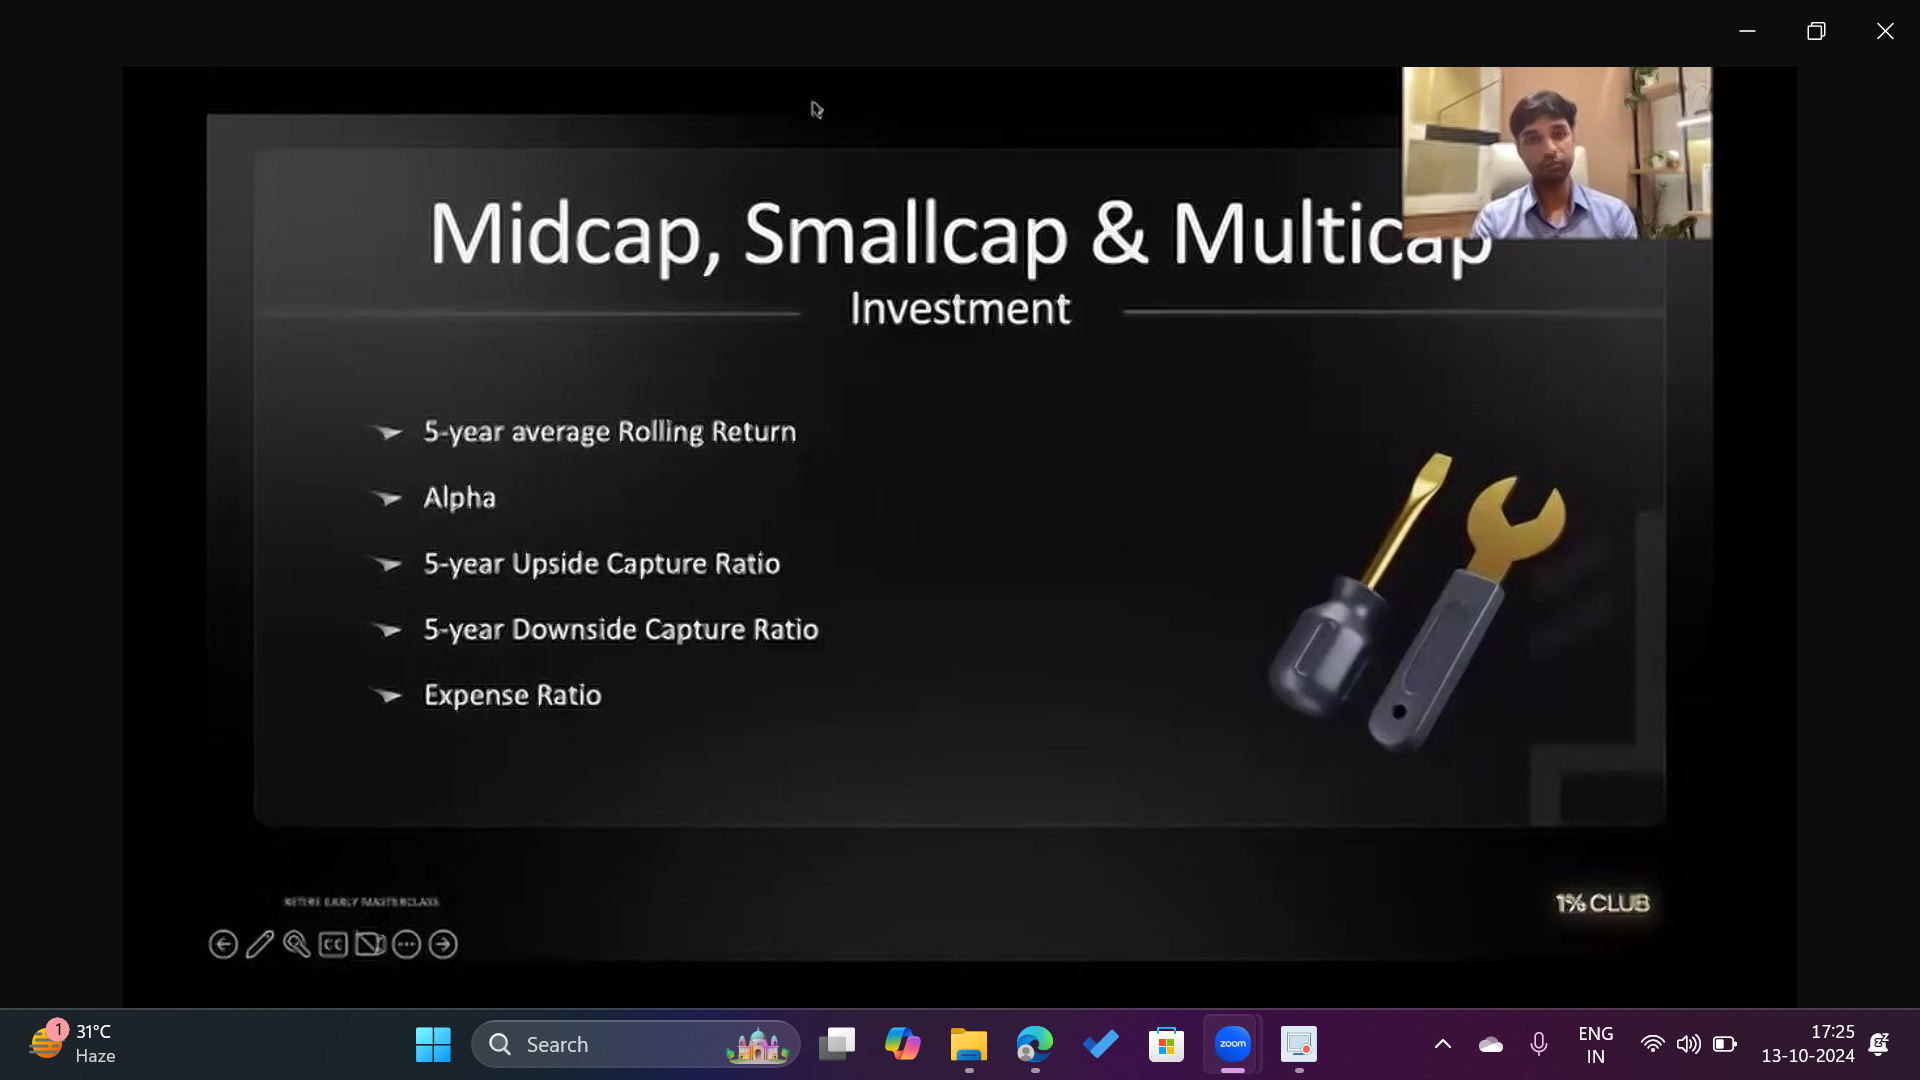 Midcap, Smallcap & Multicap
Investment
5-year average Rolling Return
Alpha
5-year Upside Capture Ratio
5-year Downside Capture Ratio
Expense Ratio
RETIRE EARLY MASTERCLASS
1% CLUB
CC
1
31°C
Haze
Search
zoom
ENG
IN
17:25
13-10-2024